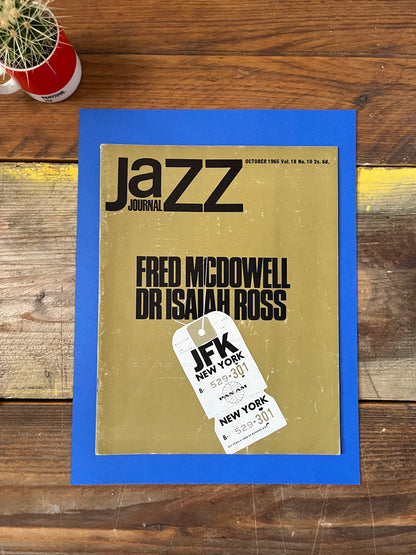 jazz
JOURNAL
OCTOBER 1965 Vol. 18 No. 10 2s. 6d.
FRED MCDOWELL
DR ISAIAH ROSS
JFK
NEW YORK
B- 529-301
PAN AM
NEW YORK
B- 529-301